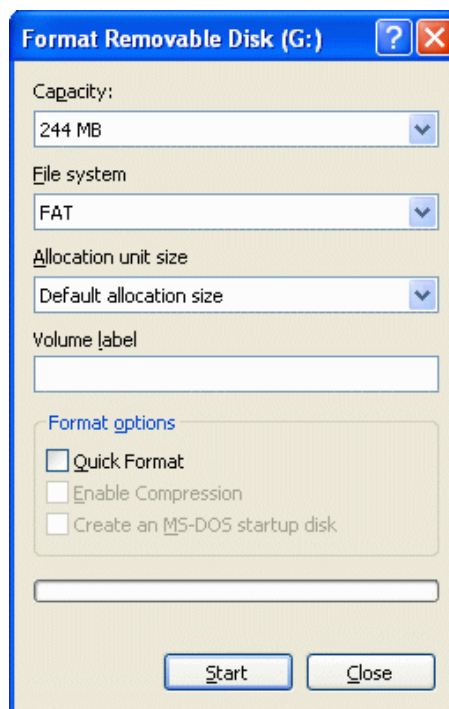 Format Removable Disk (G:)
Capacity:
244 MB
File system
FAT
Allocation unit size
Default allocation size
Volume label
Format options
Quick Format
Enable Compression
Create an MS-DOS startup disk
Start Close